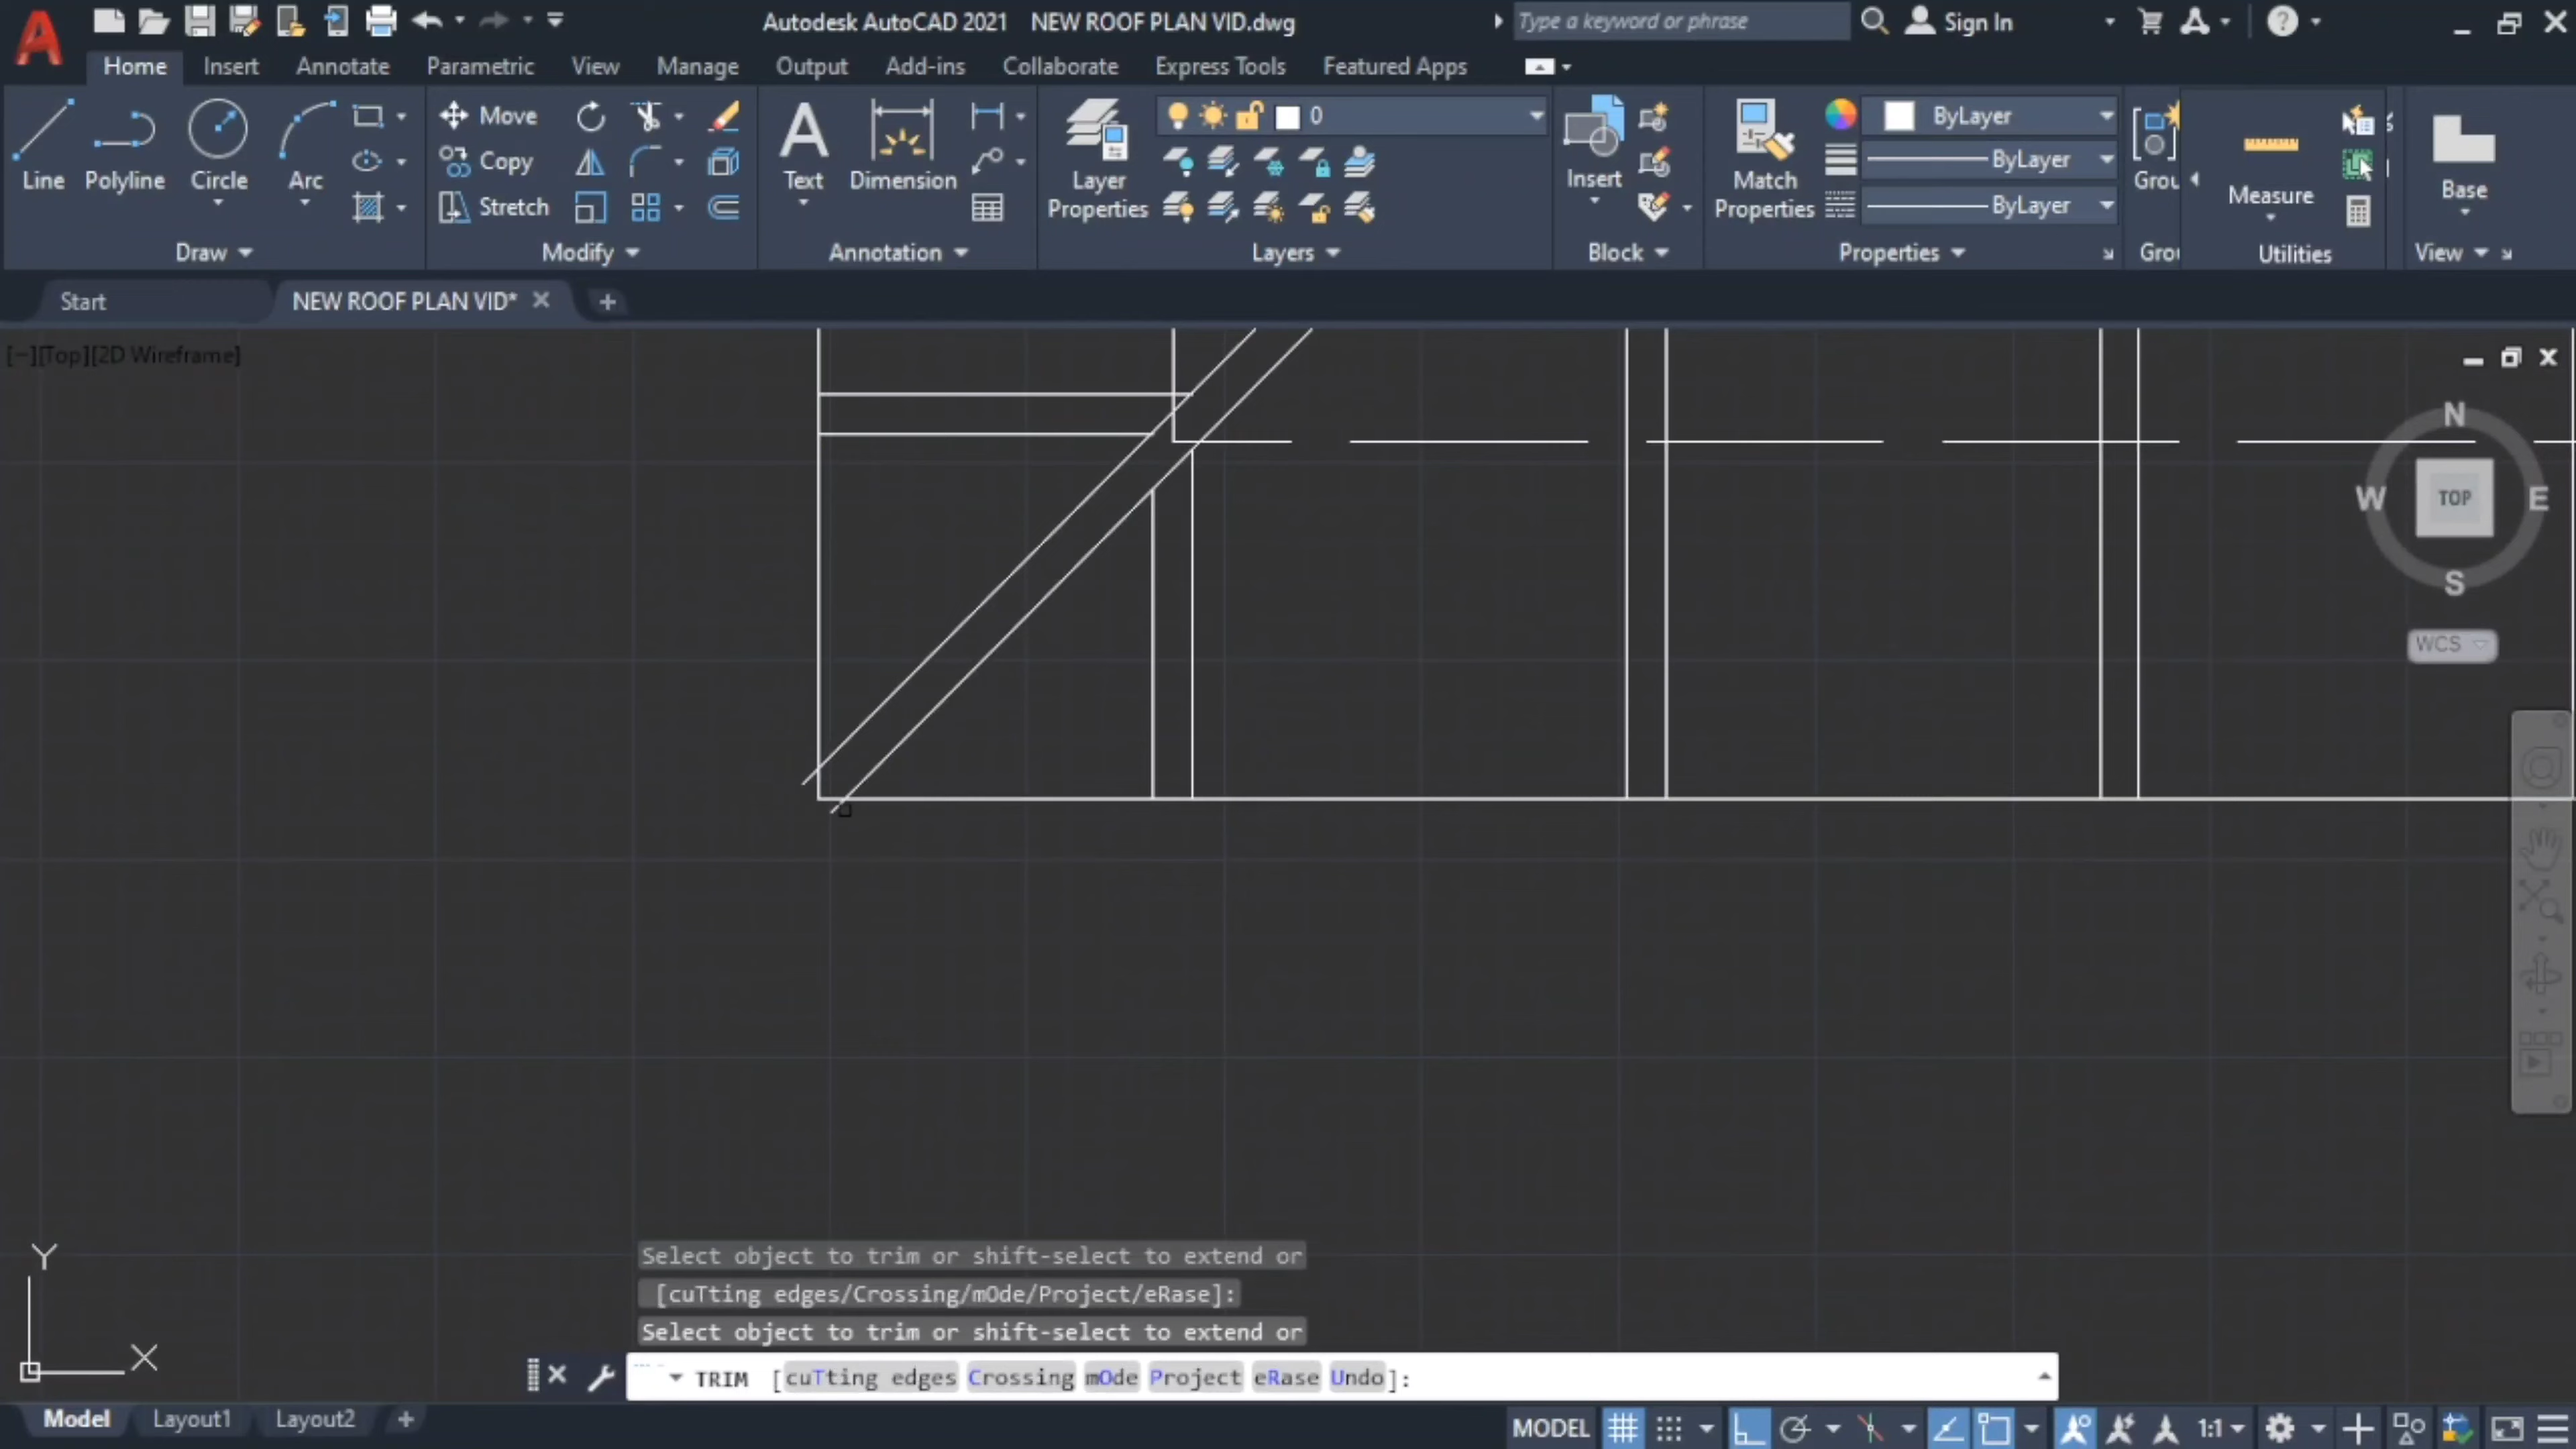 Autodesk AutoCAD 2021 NEW ROOF PLAN VID.dwg
Type a keyword or phrase
Sign In
Home Insert Annotate Parametric View Manage Output Add-ins Collaborate Express Tools Featured Apps
Line Polyline Circle Arc
Draw
Move
Copy
Stretch
Modify
Text Dimension
Annotation
Layer
Properties
0
Layers
Insert
Block
Match
Properties
ByLayer
ByLayer
ByLayer
Properties
Grou
Grou
Measure
Utilities
Base
View
Start NEW ROOF PLAN VID*
[−][Top][2D Wireframe]
N
W TOP E
S
WCS
Y
X
Select object to trim or shift-select to extend or
[cuTting edges/Crossing/mOde/Project/eRase]:
Select object to trim or shift-select to extend or
TRIM [cuTting edges Crossing mOde Project eRase Undo]:
Model Layout1 Layout2 +
MODEL 1:1